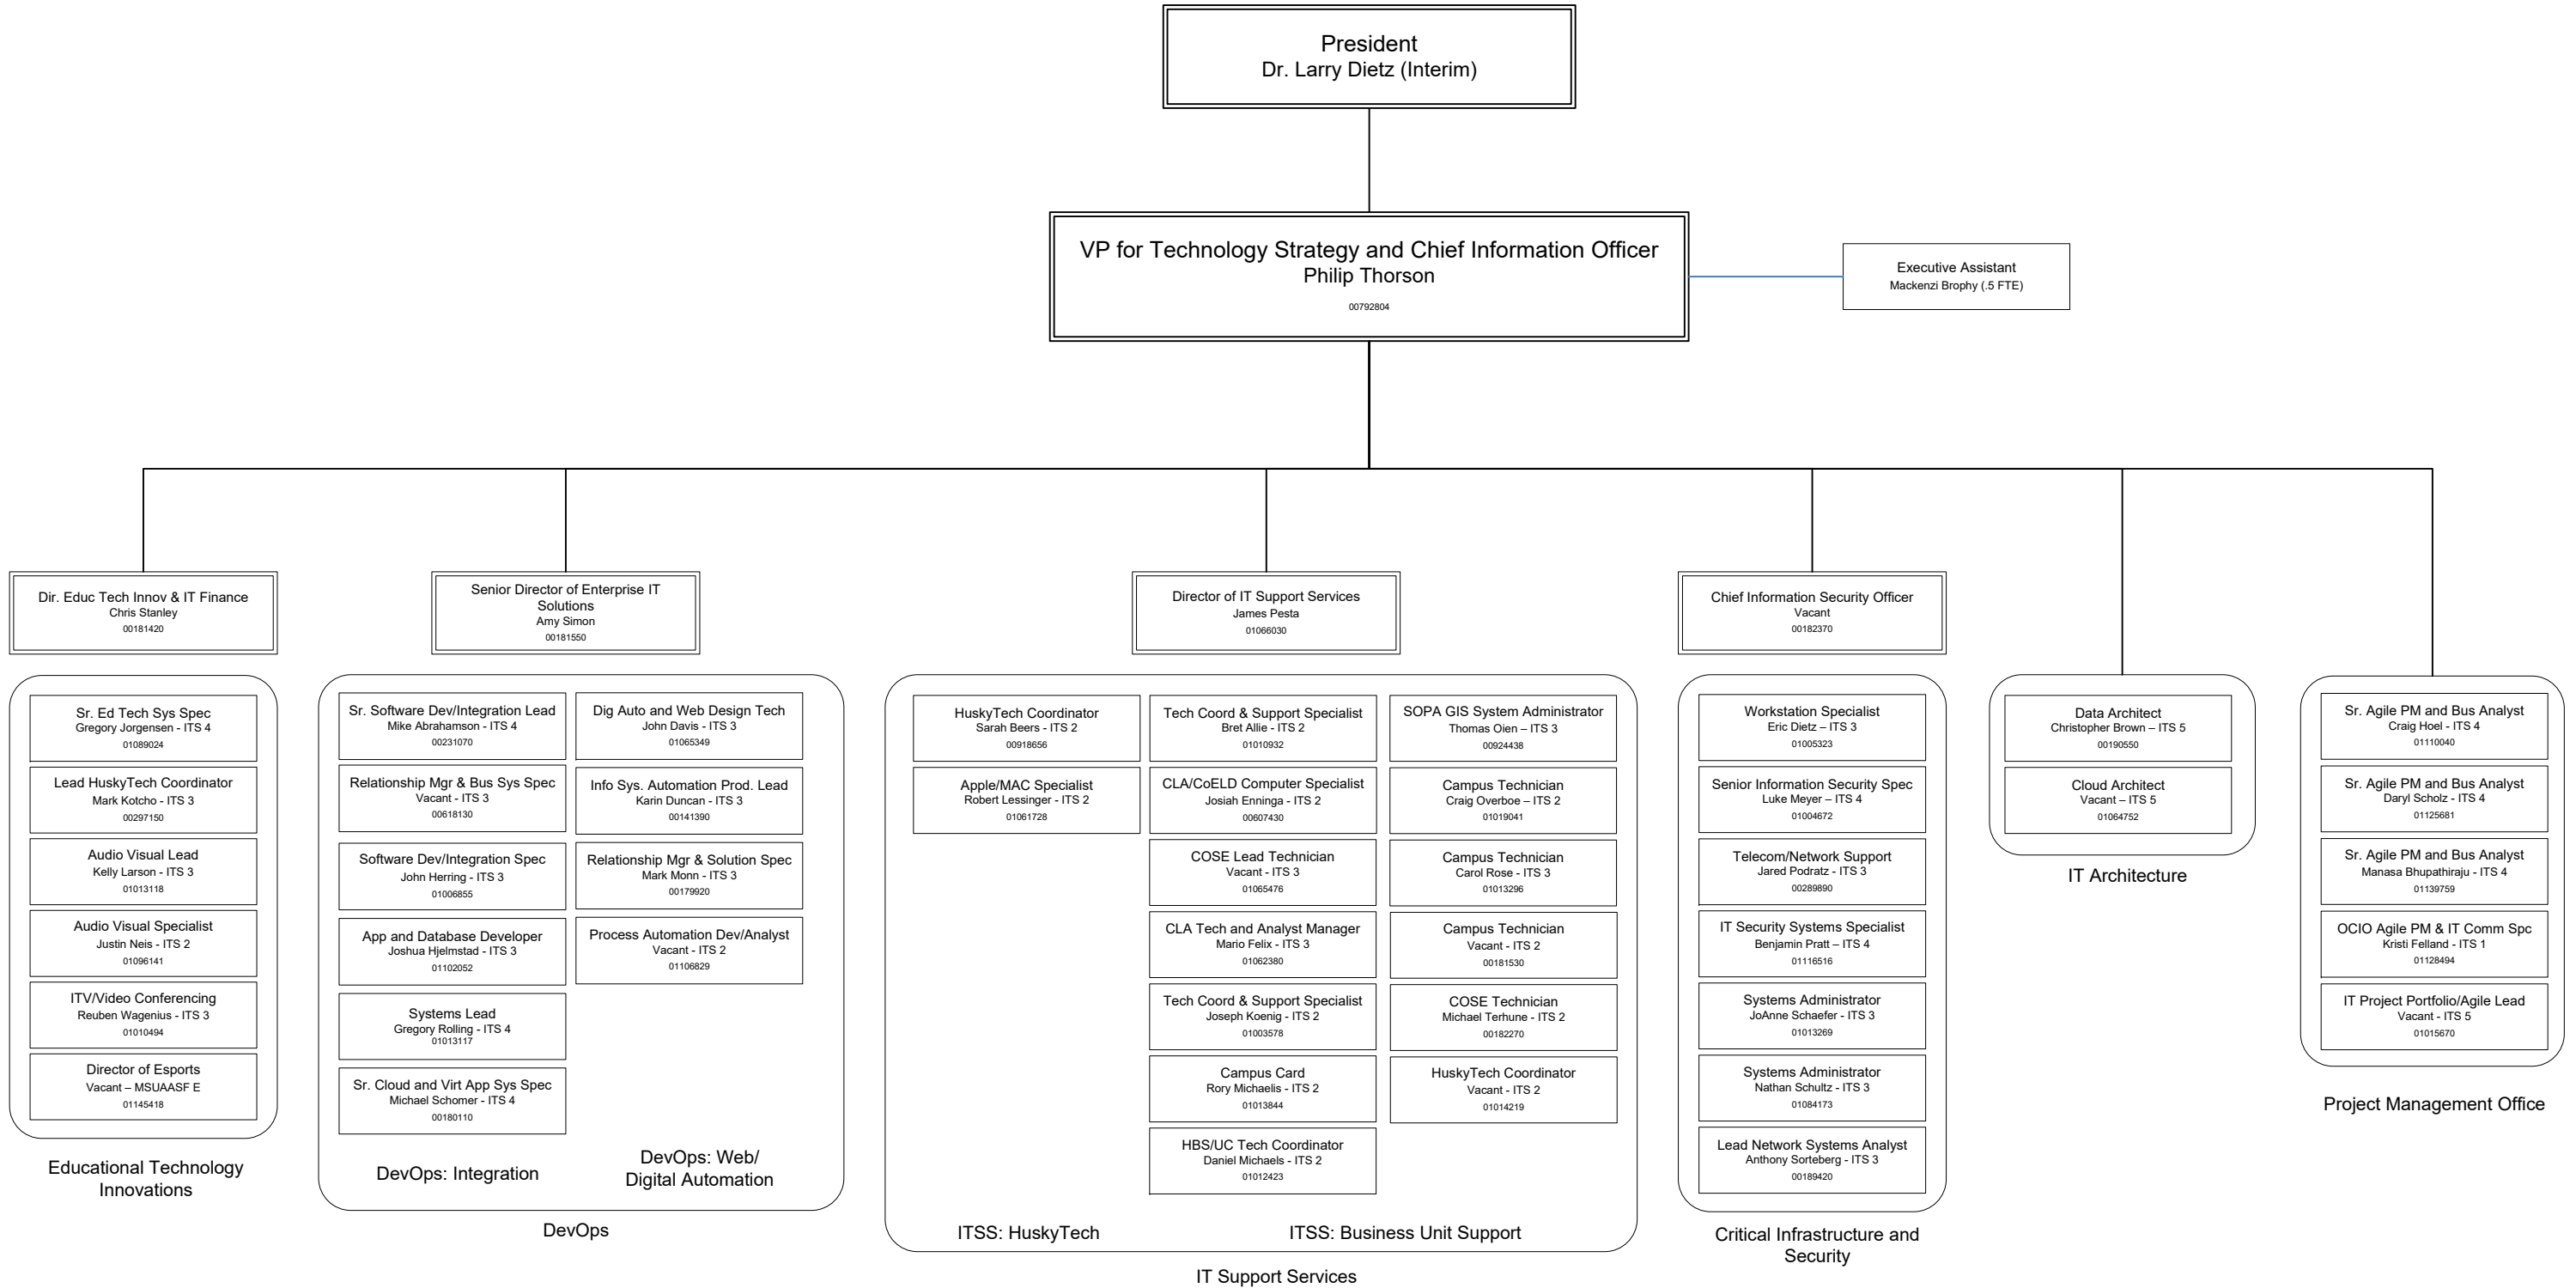 President
Dr. Larry Dietz (Interim)
VP for Technology Strategy and Chief Information Officer
Philip Thorson
00792804
Executive Assistant
Mackenzi Brophy (.5 FTE)
Dir. Educ Tech Innov & IT Finance
Chris Stanley
00181420
Senior Director of Enterprise IT
Solutions
Amy Simon
00181550
Director of IT Support Services
James Pesta
01066030
Chief Information Security Officer
Vacant
00182370
Sr. Ed Tech Sys Spec
Gregory Jorgensen - ITS 4
01089024
Lead HuskyTech Coordinator
Mark Kotcho - ITS 3
00297150
Audio Visual Lead
Kelly Larson - ITS 3
01013118
Audio Visual Specialist
Justin Neis - ITS 2
01096141
ITV/Video Conferencing
Reuben Wagenius - ITS 3
01010494
Director of Esports
Vacant – MSUAASF E
01145418
Educational Technology
Innovations
Sr. Software Dev/Integration Lead
Mike Abrahamson - ITS 4
00231070
Relationship Mgr & Bus Sys Spec
Vacant - ITS 3
00618130
Software Dev/Integration Spec
John Herring - ITS 3
01006855
App and Database Developer
Joshua Hjelmstad - ITS 3
01102052
Systems Lead
Gregory Rolling - ITS 4
01013117
Sr. Cloud and Virt App Sys Spec
Michael Schomer - ITS 4
00180110
DevOps: Integration
Dig Auto and Web Design Tech
John Davis - ITS 3
01065349
Info Sys. Automation Prod. Lead
Karin Duncan - ITS 3
00141390
Relationship Mgr & Solution Spec
Mark Monn - ITS 3
00179920
Process Automation Dev/Analyst
Vacant - ITS 2
01106829
DevOps: Web/
Digital Automation
DevOps
HuskyTech Coordinator
Sarah Beers - ITS 2
00918656
Apple/MAC Specialist
Robert Lessinger - ITS 2
01061728
ITSS: HuskyTech
Tech Coord & Support Specialist
Bret Allie - ITS 2
01010932
CLA/CoELD Computer Specialist
Josiah Enninga - ITS 2
00607430
COSE Lead Technician
Vacant - ITS 3
01065476
CLA Tech and Analyst Manager
Mario Felix - ITS 3
01062380
Tech Coord & Support Specialist
Joseph Koenig - ITS 2
01003578
Campus Card
Rory Michaelis - ITS 2
01013844
HBS/UC Tech Coordinator
Daniel Michaels - ITS 2
01012423
SOPA GIS System Administrator
Thomas Oien – ITS 3
00924438
Campus Technician
Craig Overboe – ITS 2
01019041
Campus Technician
Carol Rose - ITS 3
01013296
Campus Technician
Vacant - ITS 2
00181530
COSE Technician
Michael Terhune - ITS 2
00182270
HuskyTech Coordinator
Vacant - ITS 2
01014219
ITSS: Business Unit Support
IT Support Services
Workstation Specialist
Eric Dietz – ITS 3
01005323
Senior Information Security Spec
Luke Meyer – ITS 4
01004672
Telecom/Network Support
Jared Podratz - ITS 3
00289890
IT Security Systems Specialist
Benjamin Pratt – ITS 4
01116516
Systems Administrator
JoAnne Schaefer - ITS 3
01013269
Systems Administrator
Nathan Schultz - ITS 3
01084173
Lead Network Systems Analyst
Anthony Sorteberg - ITS 3
00189420
Critical Infrastructure and
Security
Data Architect
Christopher Brown – ITS 5
00190550
Cloud Architect
Vacant – ITS 5
01064752
IT Architecture
Sr. Agile PM and Bus Analyst
Craig Hoel - ITS 4
01110040
Sr. Agile PM and Bus Analyst
Daryl Scholz - ITS 4
01125681
Sr. Agile PM and Bus Analyst
Manasa Bhupathiraju - ITS 4
01139759
OCIO Agile PM & IT Comm Spc
Kristi Felland - ITS 1
01128494
IT Project Portfolio/Agile Lead
Vacant - ITS 5
01015670
Project Management Office